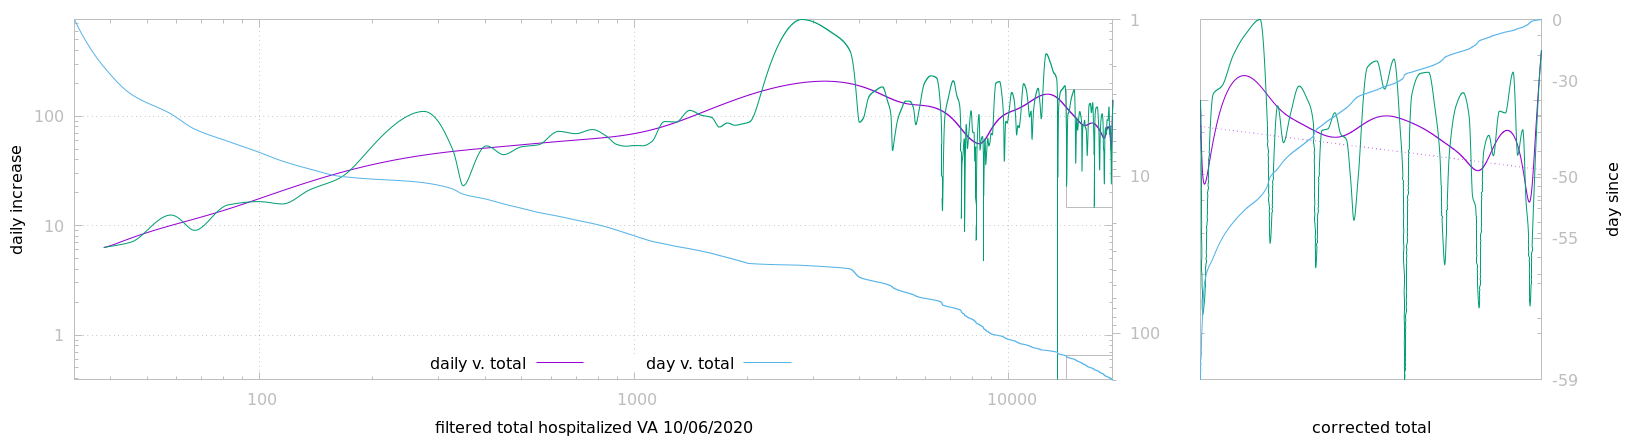 daily increase
100
10
1
100
1000
10000
filtered total hospitalized VA 10/06/2020
daily v. total
day v. total
1
10
100
0
-30
-50
-55
-59
day since
corrected total